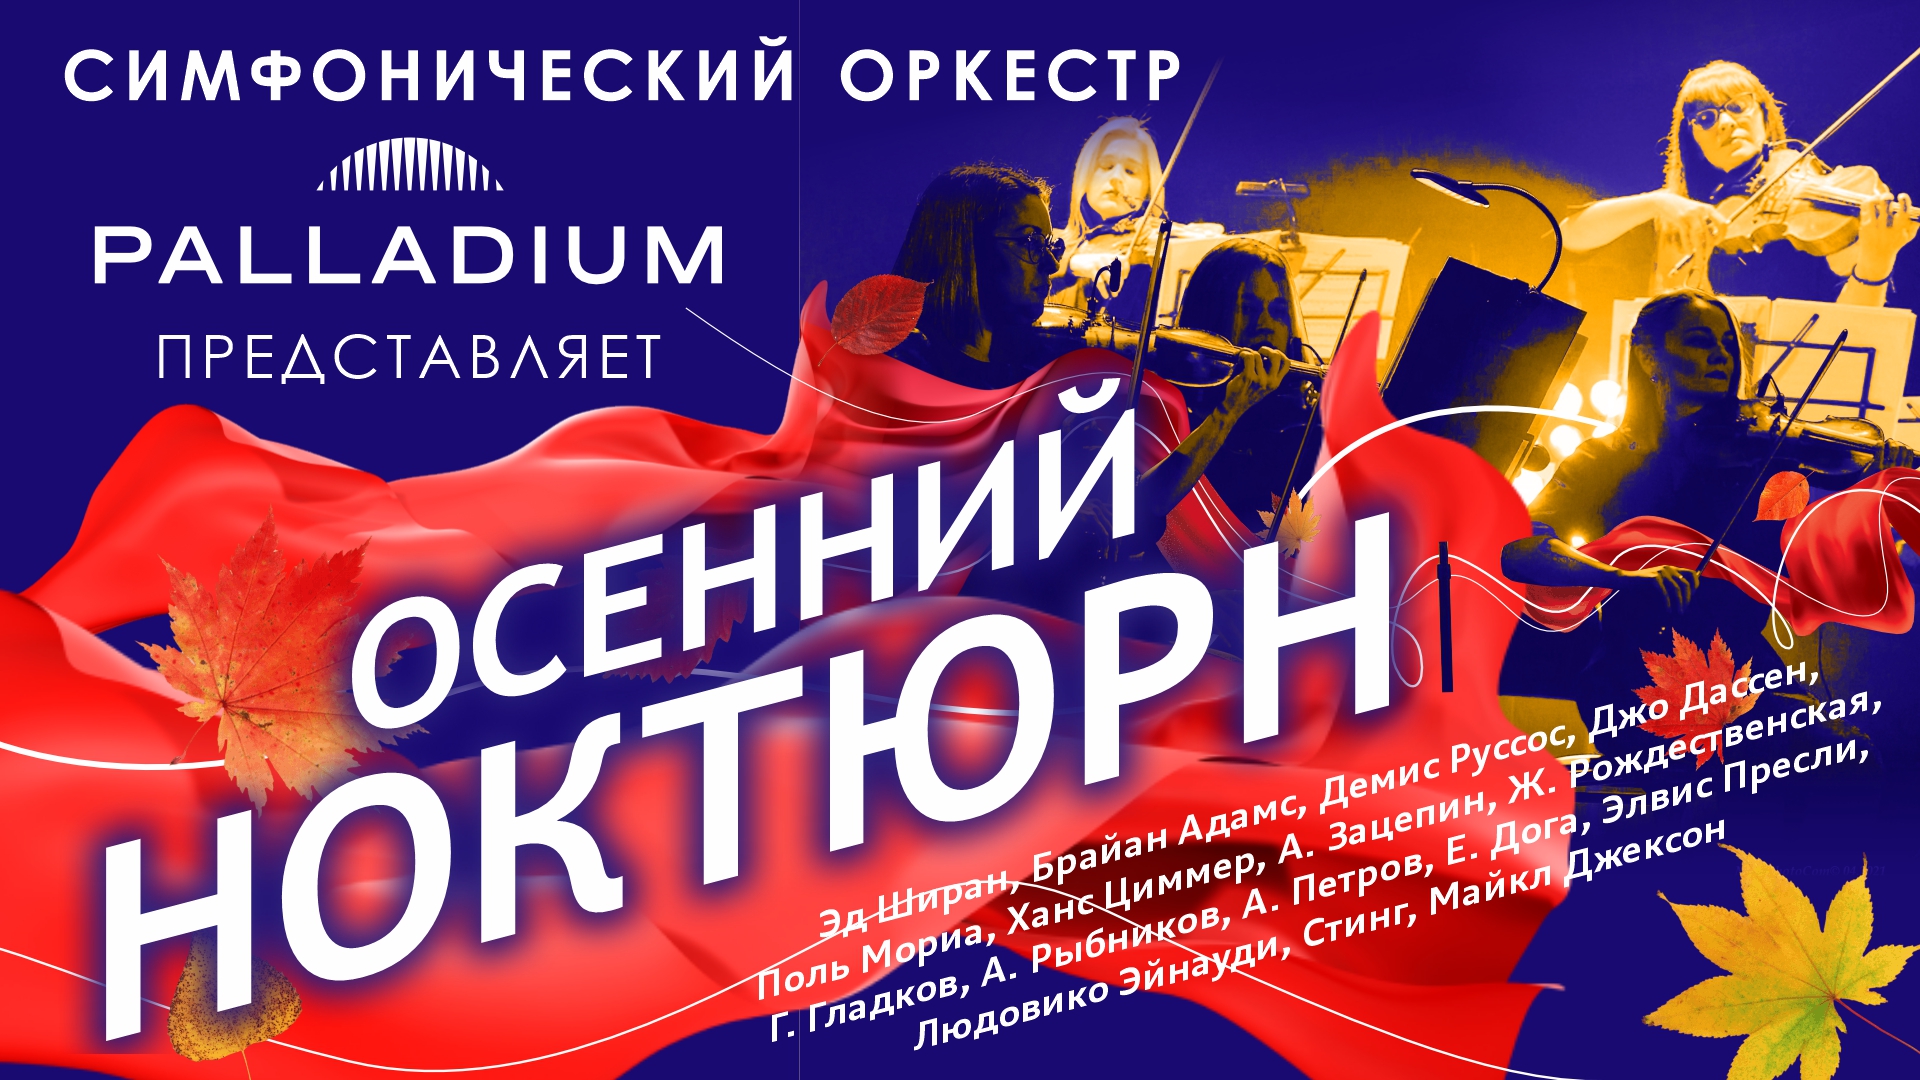 СИМФОНИЧЕСКИЙ ОРКЕСТР
PALLADIUM
ПРЕДСТАВЛЯЕТ
ОСЕННИЙ
НОКТЮРН
Эд Ширан, Брайан Адамс, Демис Руссос, Джо Дассен,
Поль Мориа, Ханс Циммер, А. Зацепин, Ж. Рождественская,
Г. Гладков, А. Рыбников, А. Петров, Е. Дога, Элвис Пресли,
Людовико Эйнауди, Стинг, Майкл Джексон